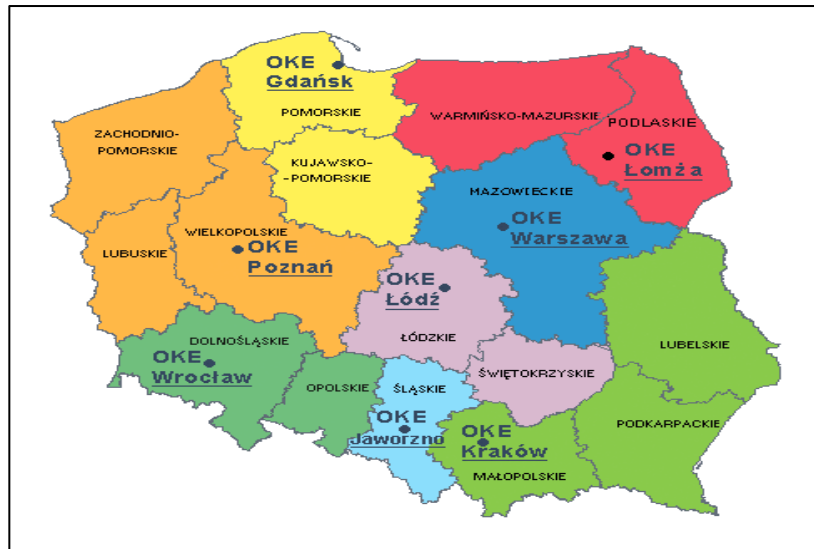 OKE
Gdańsk
POMORSKIE
WARMIŃSKO-MAZURSKIE
PODLASKIE
ZACHODNIO-
POMORSKIE
OKE
Łomża
KUJAWSKO-
-POMORSKIE
MAZOWIECKIE
OKE
Warszawa
WIELKOPOLSKIE
OKE
Poznań
LUBUSKIE
OKE
Łódź
ŁÓDZKIE
DOLNOŚLĄSKIE
OKE
Wrocław
LUBELSKIE
ŚWIĘTOKRZYSKIE
OPOLSKIE
ŚLĄSKIE
OKE
Jaworzno
OKE
Kraków
MAŁOPOLSKIE
PODKARPACKIE